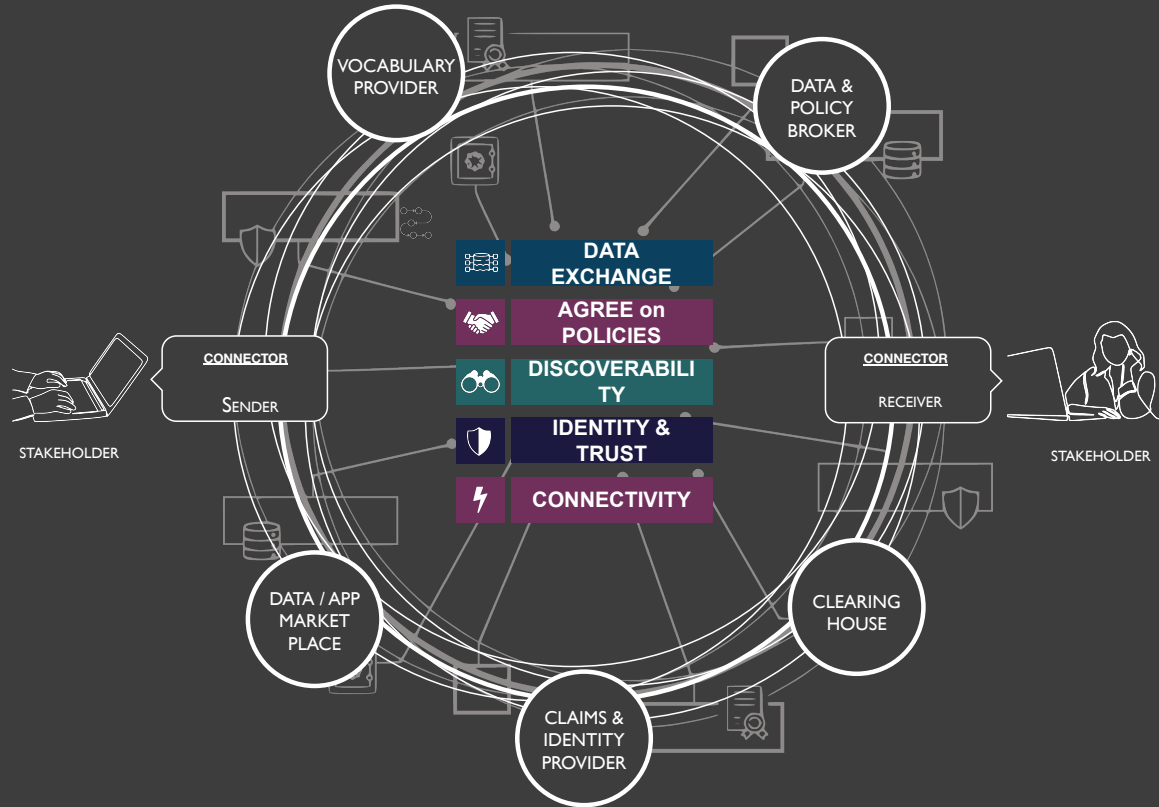 VOCABULARY
PROVIDER
DATA &
POLICY
BROKER
DATA
EXCHANGE
AGREE on
POLICIES
DISCOVERABILI
TY
IDENTITY &
TRUST
CONNECTIVITY
CONNECTOR
SENDER
STAKEHOLDER
CONNECTOR
RECEIVER
STAKEHOLDER
DATA / APP
MARKET
PLACE
CLEARING
HOUSE
CLAIMS &
IDENTITY
PROVIDER